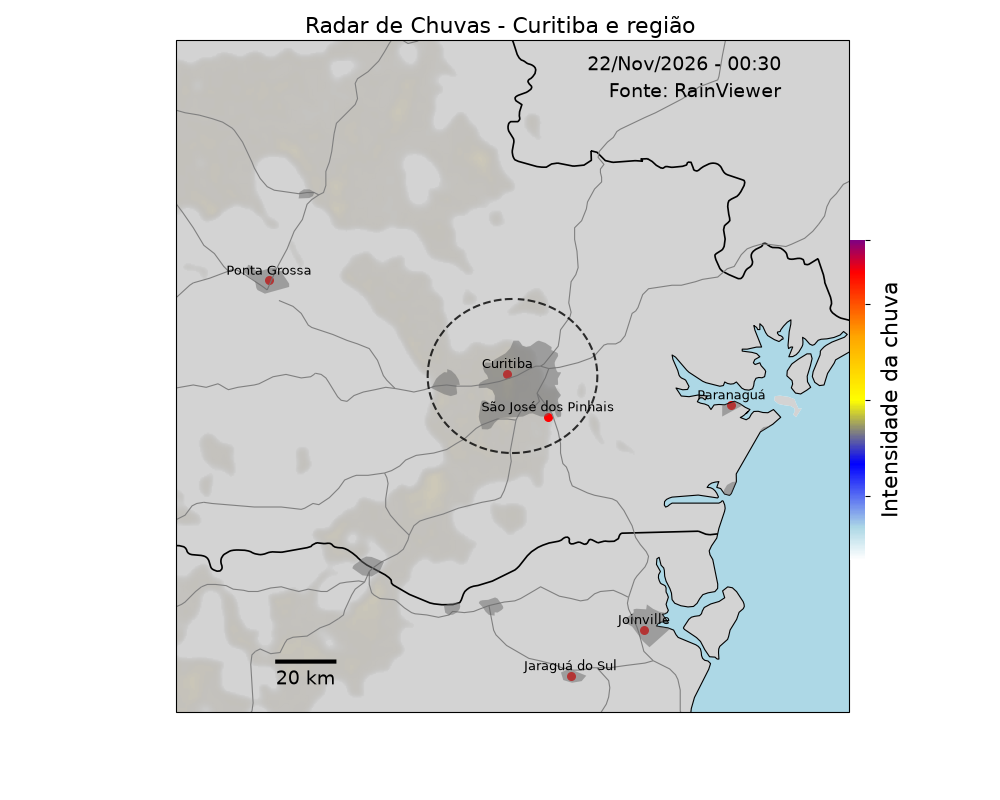 Radar de Chuvas - Curitiba e região
22/Nov/2026 - 00:30
Fonte: RainViewer
Ponta Grossa
Curitiba
Paranaguá
São José dos Pinhais
Intensidade da chuva
Joinville
Jaraguá do Sul
20 km